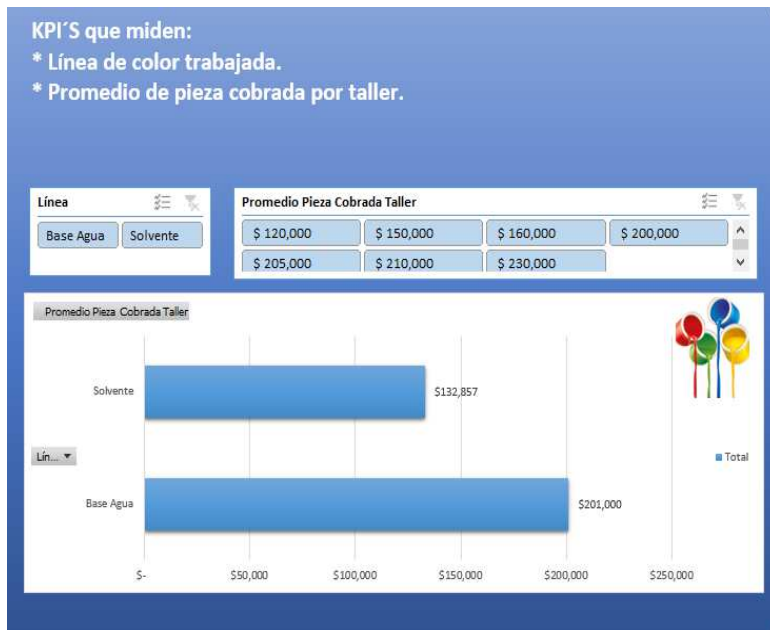 KPI´S que miden:
* Línea de color trabajada.
* Promedio de pieza cobrada por taller.
Línea
Base Agua Solvente
Promedio Pieza Cobrada Taller
$ 120,000 $ 150,000 $ 160,000 $ 200,000
$ 205,000 $ 210,000 $ 230,000
Promedio Pieza Cobrada Taller
Solvente $132,857
Lín...
Total
Base Agua $201,000
$- $50,000 $100,000 $150,000 $200,000 $250,000